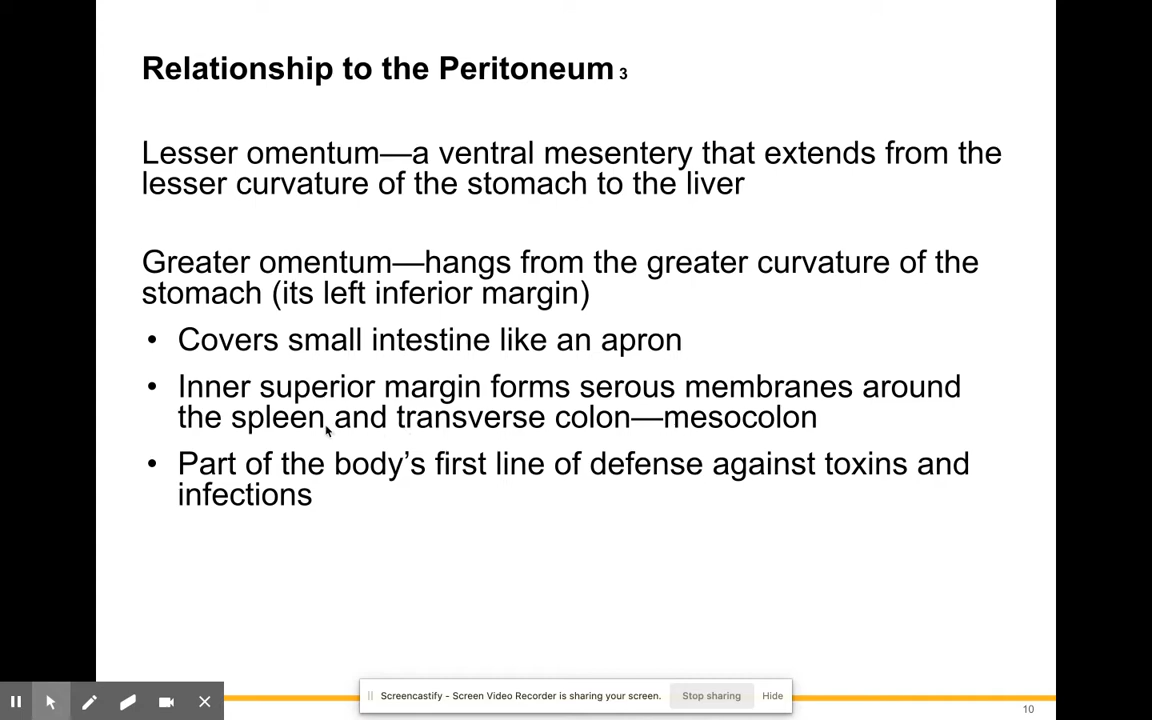 Relationship to the Peritoneum 3
Lesser omentum—a ventral mesentery that extends from the
lesser curvature of the stomach to the liver
Greater omentum—hangs from the greater curvature of the
stomach (its left inferior margin)
• Covers small intestine like an apron
• Inner superior margin forms serous membranes around
the spleen and transverse colon—mesocolon
• Part of the body’s first line of defense against toxins and
infections
Screencastify - Screen Video Recorder is sharing your screen. Stop sharing Hide
10